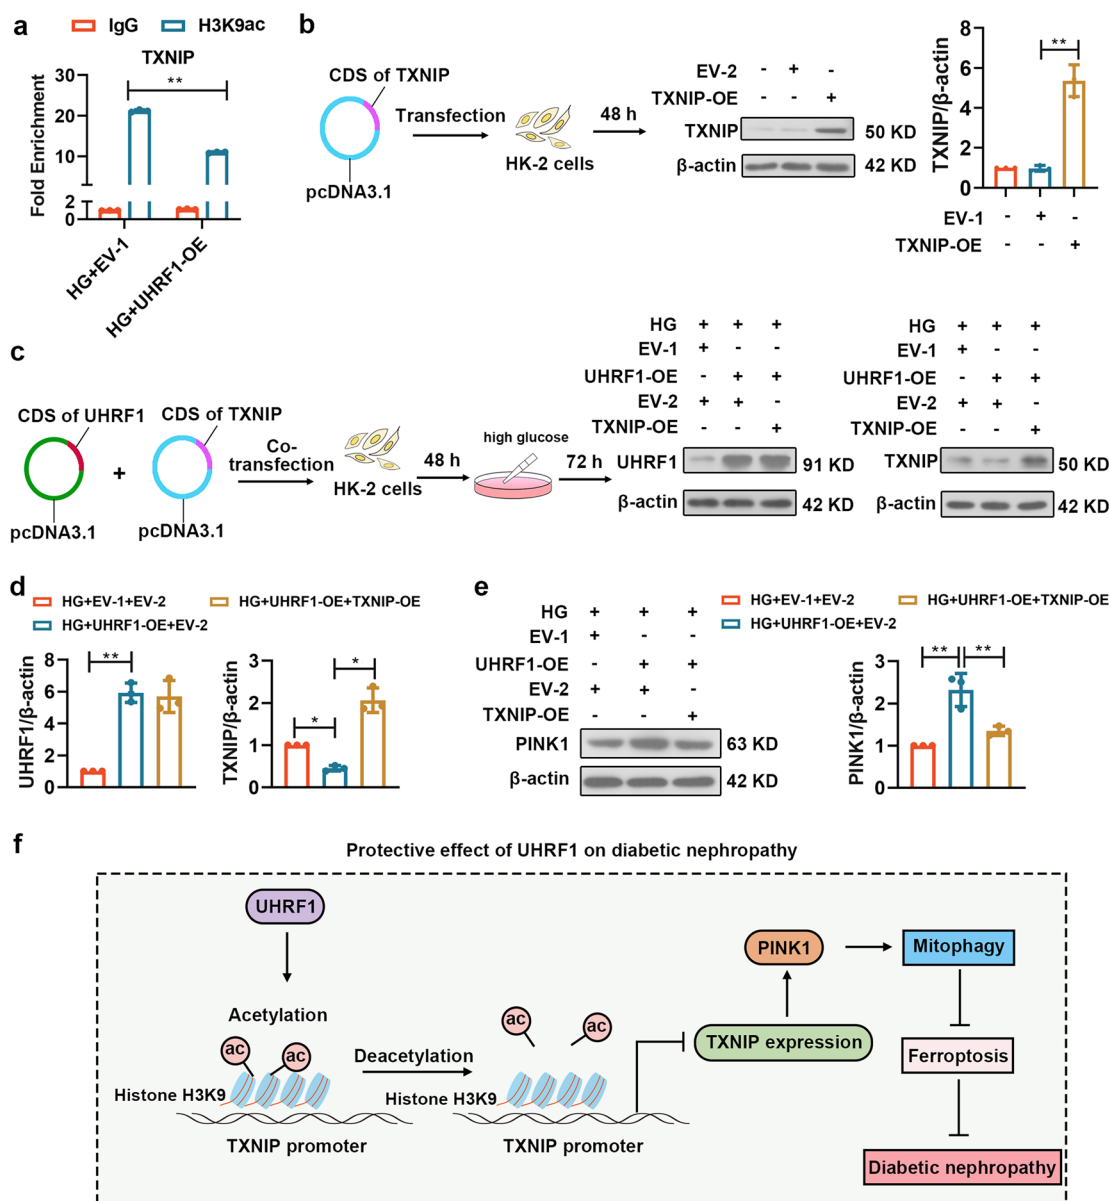 a
IgG
H3K9ac
TXNIP
**
Fold Enrichment
30
20
10
2
0
HG+EV-1
HG+UHRF1-OE
b
CDS of TXNIP
pcDNA3.1
Transfection
HK-2 cells
48 h
EV-2 - + -
TXNIP-OE - - +
TXNIP
50 KD
β-actin
42 KD
**
TXNIP/β-actin
8
6
4
2
0
EV-1 - + -
TXNIP-OE - - +
c
CDS of UHRF1
pcDNA3.1
+
CDS of TXNIP
pcDNA3.1
Co-
transfection
HK-2 cells
48 h
high glucose
72 h
HG + + +
EV-1 + - -
UHRF1-OE - + +
EV-2 + + -
TXNIP-OE - - +
UHRF1
91 KD
β-actin
42 KD
HG + + +
EV-1 + - -
UHRF1-OE - + +
EV-2 + + -
TXNIP-OE - - +
TXNIP
50 KD
β-actin
42 KD
d
HG+EV-1+EV-2
HG+UHRF1-OE+TXNIP-OE
HG+UHRF1-OE+EV-2
**
UHRF1/β-actin
8
6
4
2
0
*
*
TXNIP/β-actin
3
2
1
0
e
HG + + +
EV-1 + - -
UHRF1-OE - + +
EV-2 + + -
TXNIP-OE - - +
PINK1
63 KD
β-actin
42 KD
HG+EV-1+EV-2
HG+UHRF1-OE+TXNIP-OE
HG+UHRF1-OE+EV-2
** **
PINK1/β-actin
3
2
1
0
f
Protective effect of UHRF1 on diabetic nephropathy
UHRF1
Acetylation
ac
ac
Histone H3K9
TXNIP promoter
Deacetylation
ac
ac
Histone H3K9
TXNIP promoter
TXNIP expression
PINK1
Mitophagy
Ferroptosis
Diabetic nephropathy